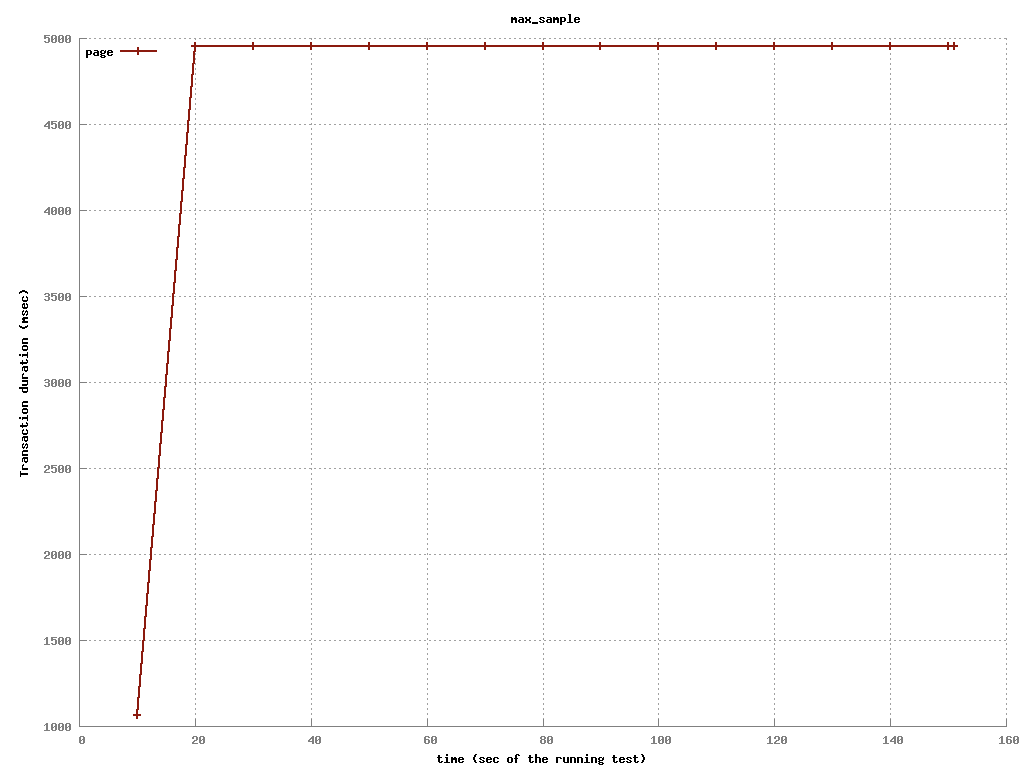 max_sample
page
5000
4500
4000
3500
3000
2500
2000
1500
1000
Transaction duration (msec)
0 20 40 60 80 100 120 140 160
time (sec of the running test)